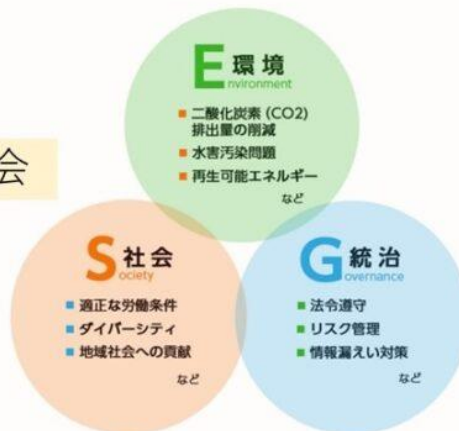 E 環境
nvironment
■ 二酸化炭素 (CO2)
排出量の削減
■ 水害汚染問題
■ 再生可能エネルギー
など
会
S 社会
ociety
■ 適正な労働条件
■ ダイバーシティ
■ 地域社会への貢献
など
G 統治
overnance
■ 法令遵守
■ リスク管理
■ 情報漏えい対策
など